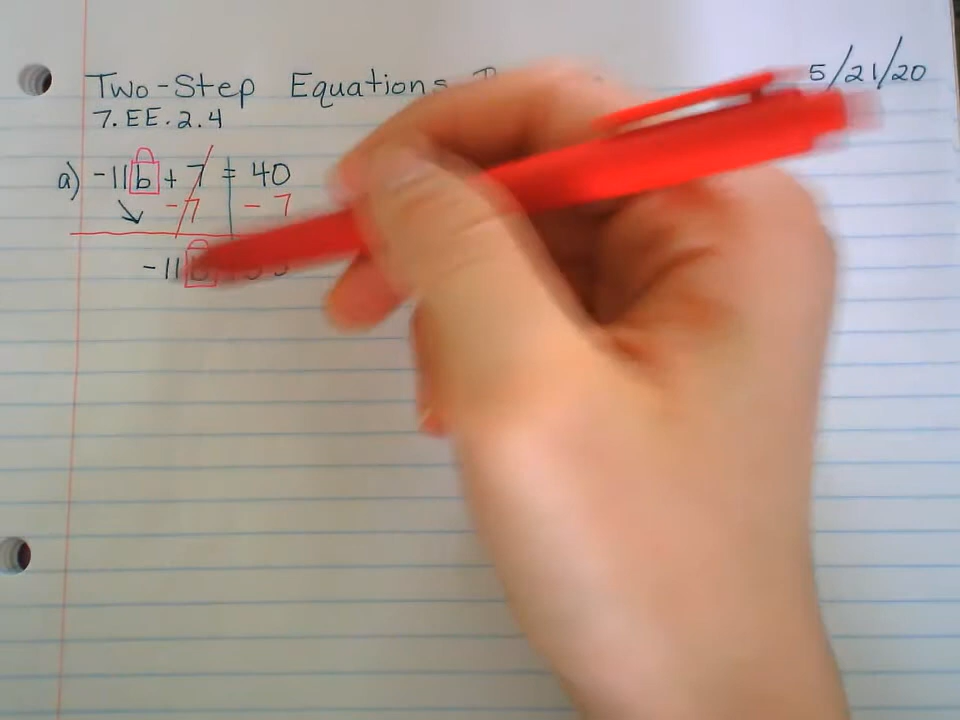 Two-Step Equations
5/21/20
7.EE.2.4
a) -11b + 7 = 40
-7 - 7
-11b